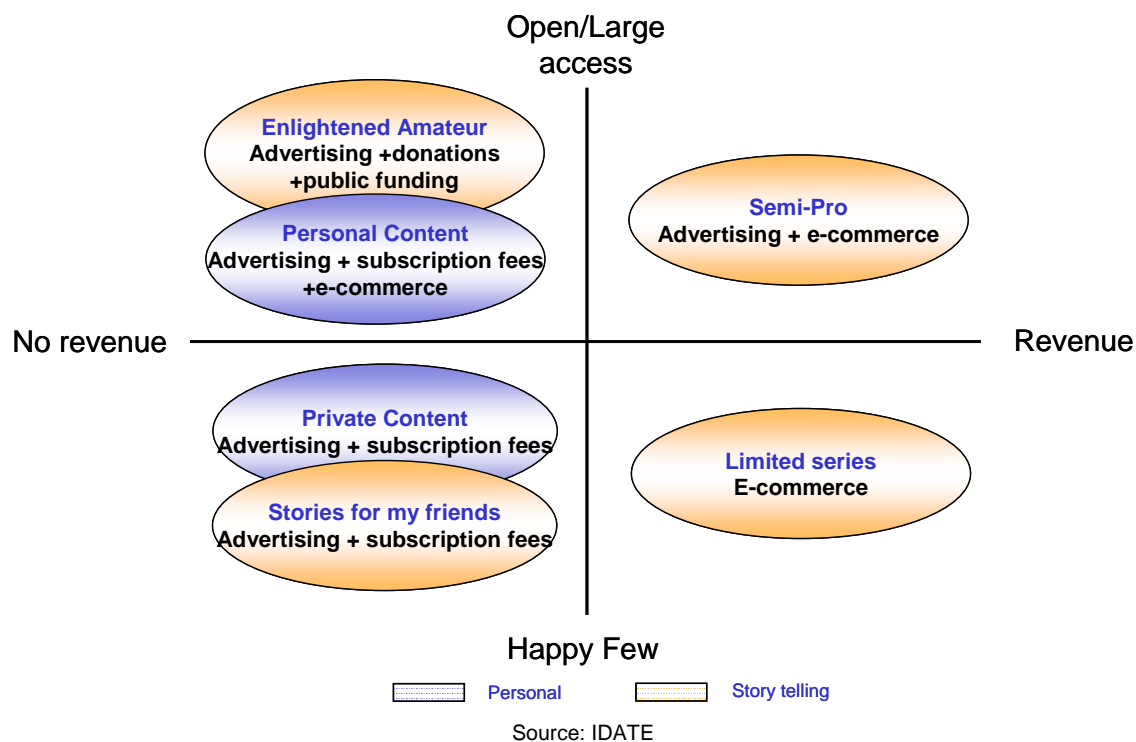 Open/Large
access
Enlightened Amateur
Advertising +donations
+public funding
Personal Content
Advertising + subscription fees
+e-commerce
Semi-Pro
Advertising + e-commerce
No revenue
Revenue
Private Content
Advertising + subscription fees
Stories for my friends
Advertising + subscription fees
Limited series
E-commerce
Happy Few
Personal
Story telling
Source: IDATE